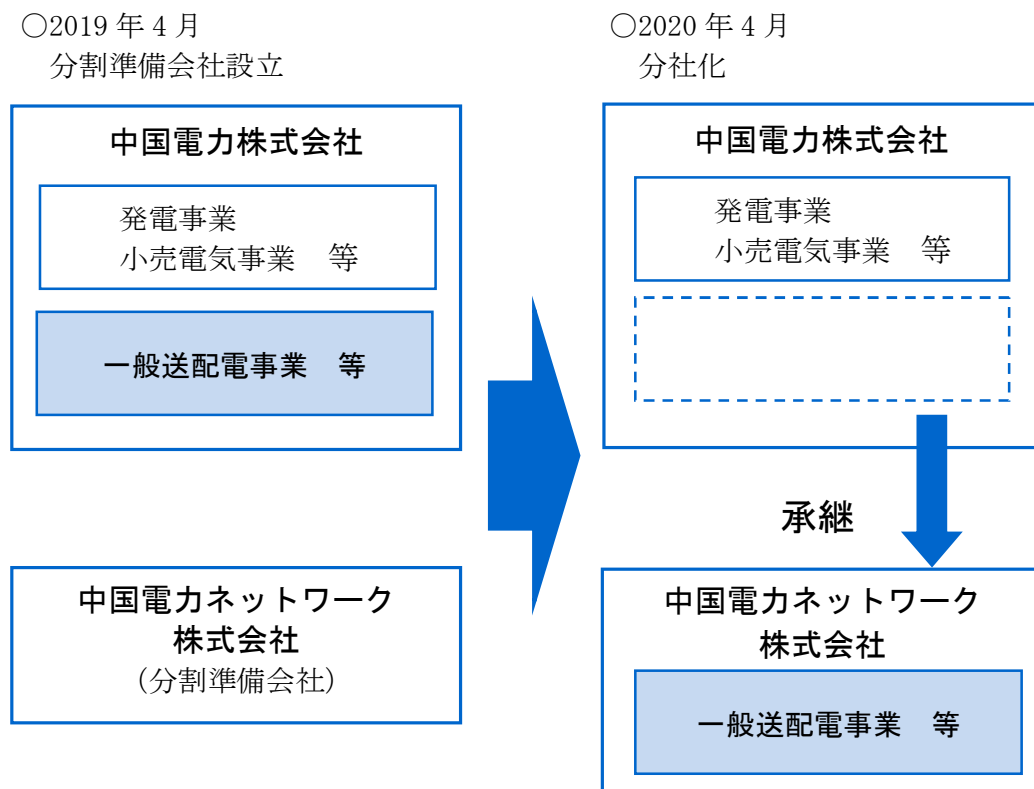 ○2019年4月
分割準備会社設立
中国電力株式会社
発電事業
小売電気事業　等
一般送配電事業　等
中国電力ネットワーク
株式会社
（分割準備会社）
○2020年4月
分社化
中国電力株式会社
発電事業
小売電気事業　等
承継
中国電力ネットワーク
株式会社
一般送配電事業　等